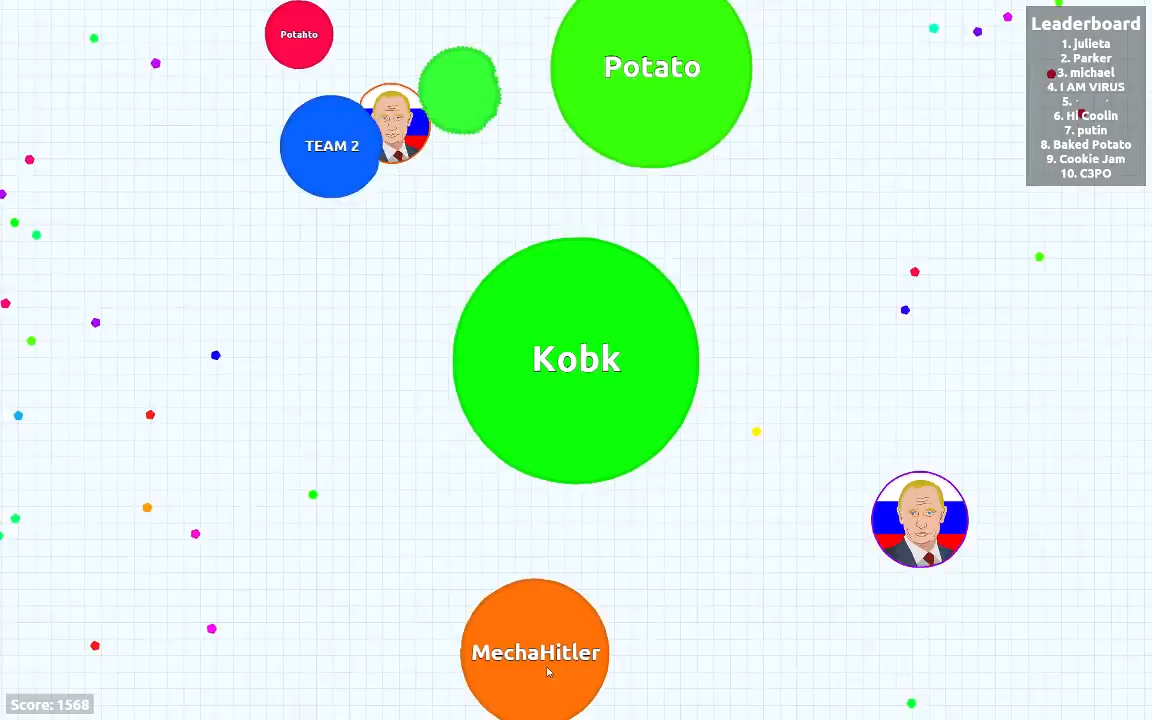 Potahto
Potato
TEAM 2
Kobk
MechaHitler
Leaderboard
1. julieta
2. Parker
3. michael
4. I AM VIRUS
5. · ·
6. Hi Coolin
7. putin
8. Baked Potato
9. Cookie Jam
10. C3PO
Score: 1568